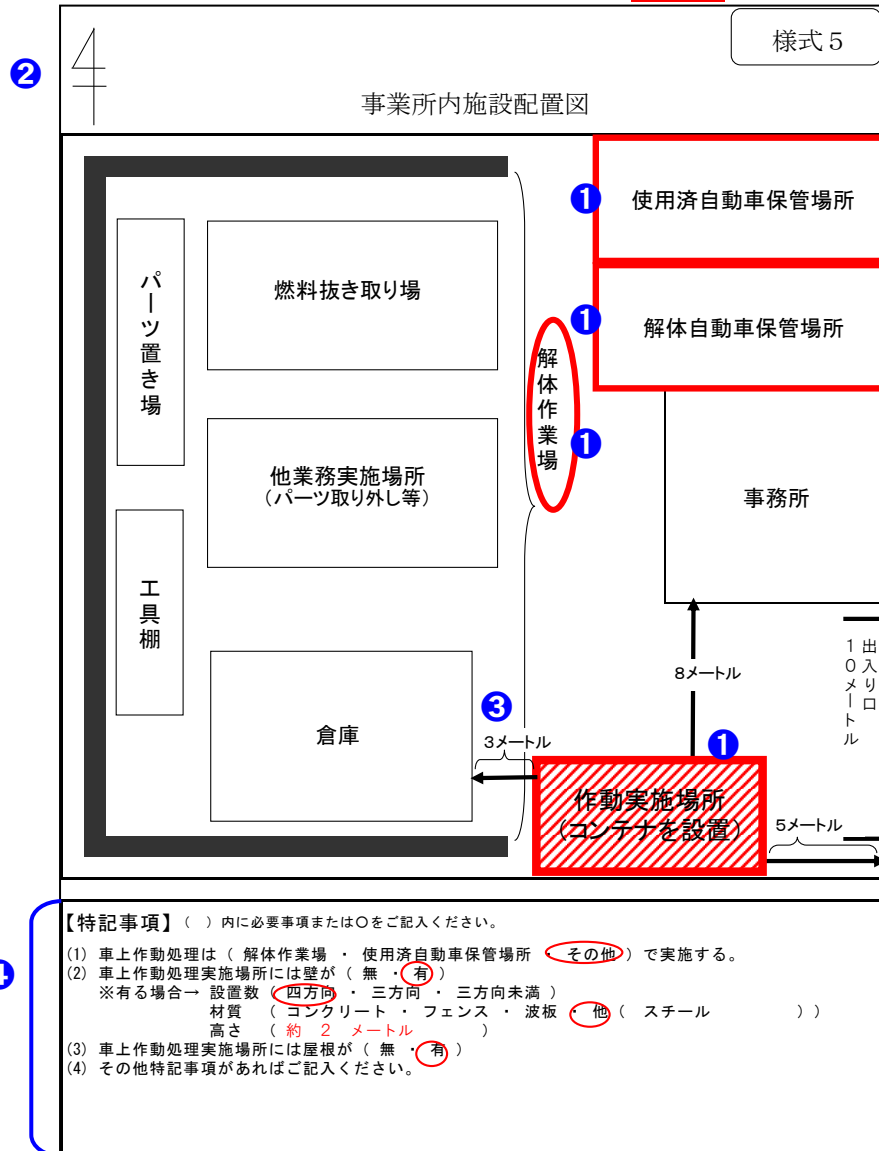 様式５
❷
事業所内施設配置図
❶
使用済自動車保管場所
❶
解体自動車保管場所
パーツ置き場
燃料抜き取り場
解体作業場
❶
他業務実施場所
（パーツ取り外し等）
事務所
工具棚
出入り口
１０メートル
8メートル
倉庫
❸
3メートル
❶
作動実施場所
（コンテナを設置）
5メートル
【特記事項】（　）内に必要事項または〇をご記入ください。
(1) 車上作動処理は（ 解体作業場 ・ 使用済自動車保管場所 ・ その他 ）で実施する。
(2) 車上作動処理実施場所には壁が（ 無 ・ 有 ）
※有る場合→ 設置数（ 四方向 ・ 三方向 ・ 三方向未満 ）
材質 （ コンクリート ・ フェンス ・ 波板 ・ 他（ スチール ））
高さ （ 約 ２ メートル ）
(3) 車上作動処理実施場所には屋根が（ 無 ・ 有 ）
(4) その他特記事項があればご記入ください。